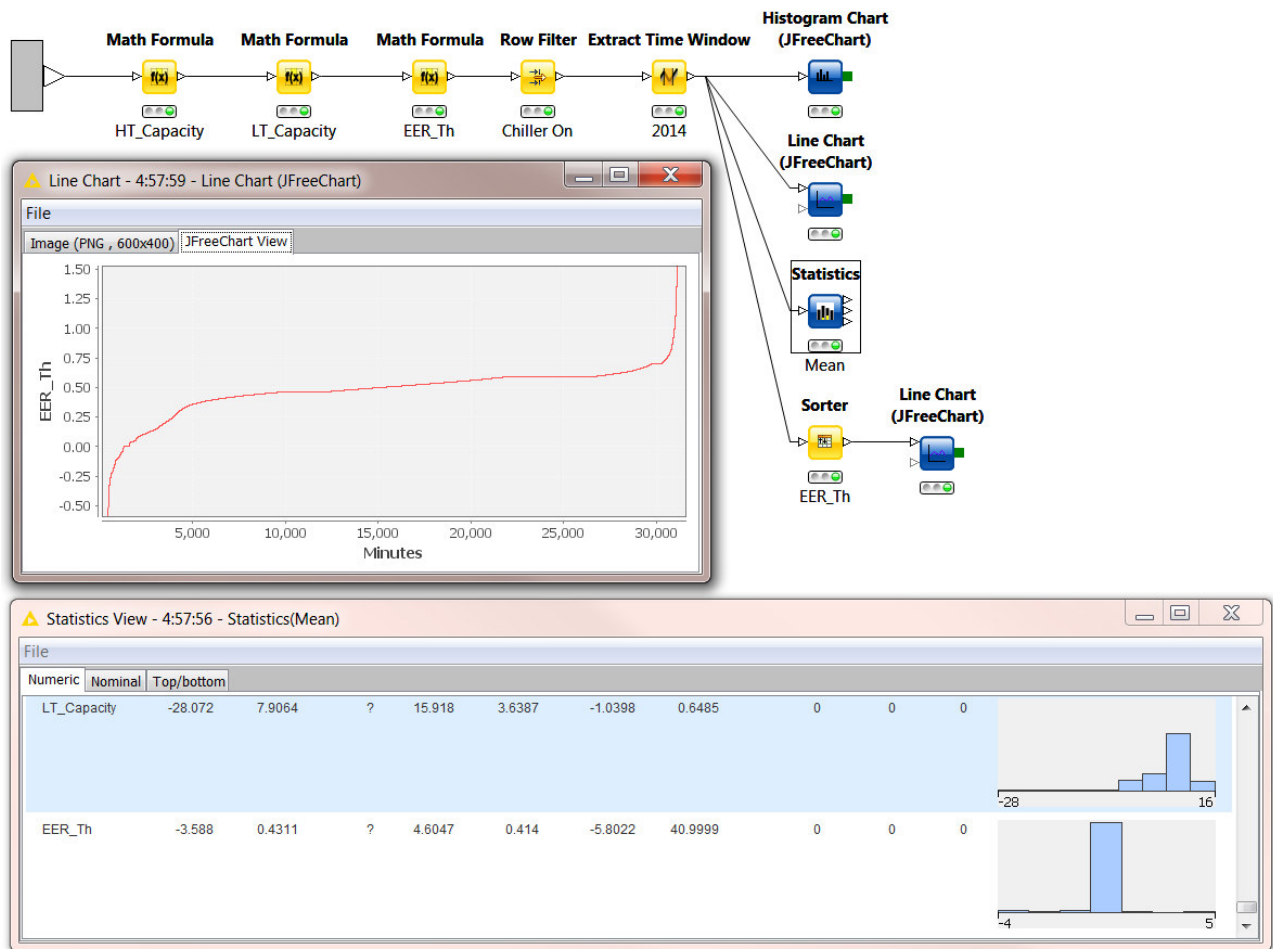 Histogram Chart
(JFreeChart)
Math Formula Math Formula Math Formula Row Filter Extract Time Window
f(x) f(x) f(x)
HT_Capacity LT_Capacity EER_Th Chiller On 2014
Line Chart
(JFreeChart)
Line Chart - 4:57:59 - Line Chart (JFreeChart)
File
Image (PNG , 600x400) JFreeChart View
1.50
1.25
1.00
0.75
0.50
0.25
0.00
-0.25
-0.50
EER_Th
5,000 10,000 15,000 20,000 25,000 30,000
Minutes
Statistics
Mean
Sorter
EER_Th
Line Chart
(JFreeChart)
Statistics View - 4:57:56 - Statistics(Mean)
File
Numeric Nominal Top/bottom
LT_Capacity -28.072 7.9064 ? 15.918 3.6387 -1.0398 0.6485 0 0 0
-28 16
EER_Th -3.588 0.4311 ? 4.6047 0.414 -5.8022 40.9999 0 0 0
-4 5